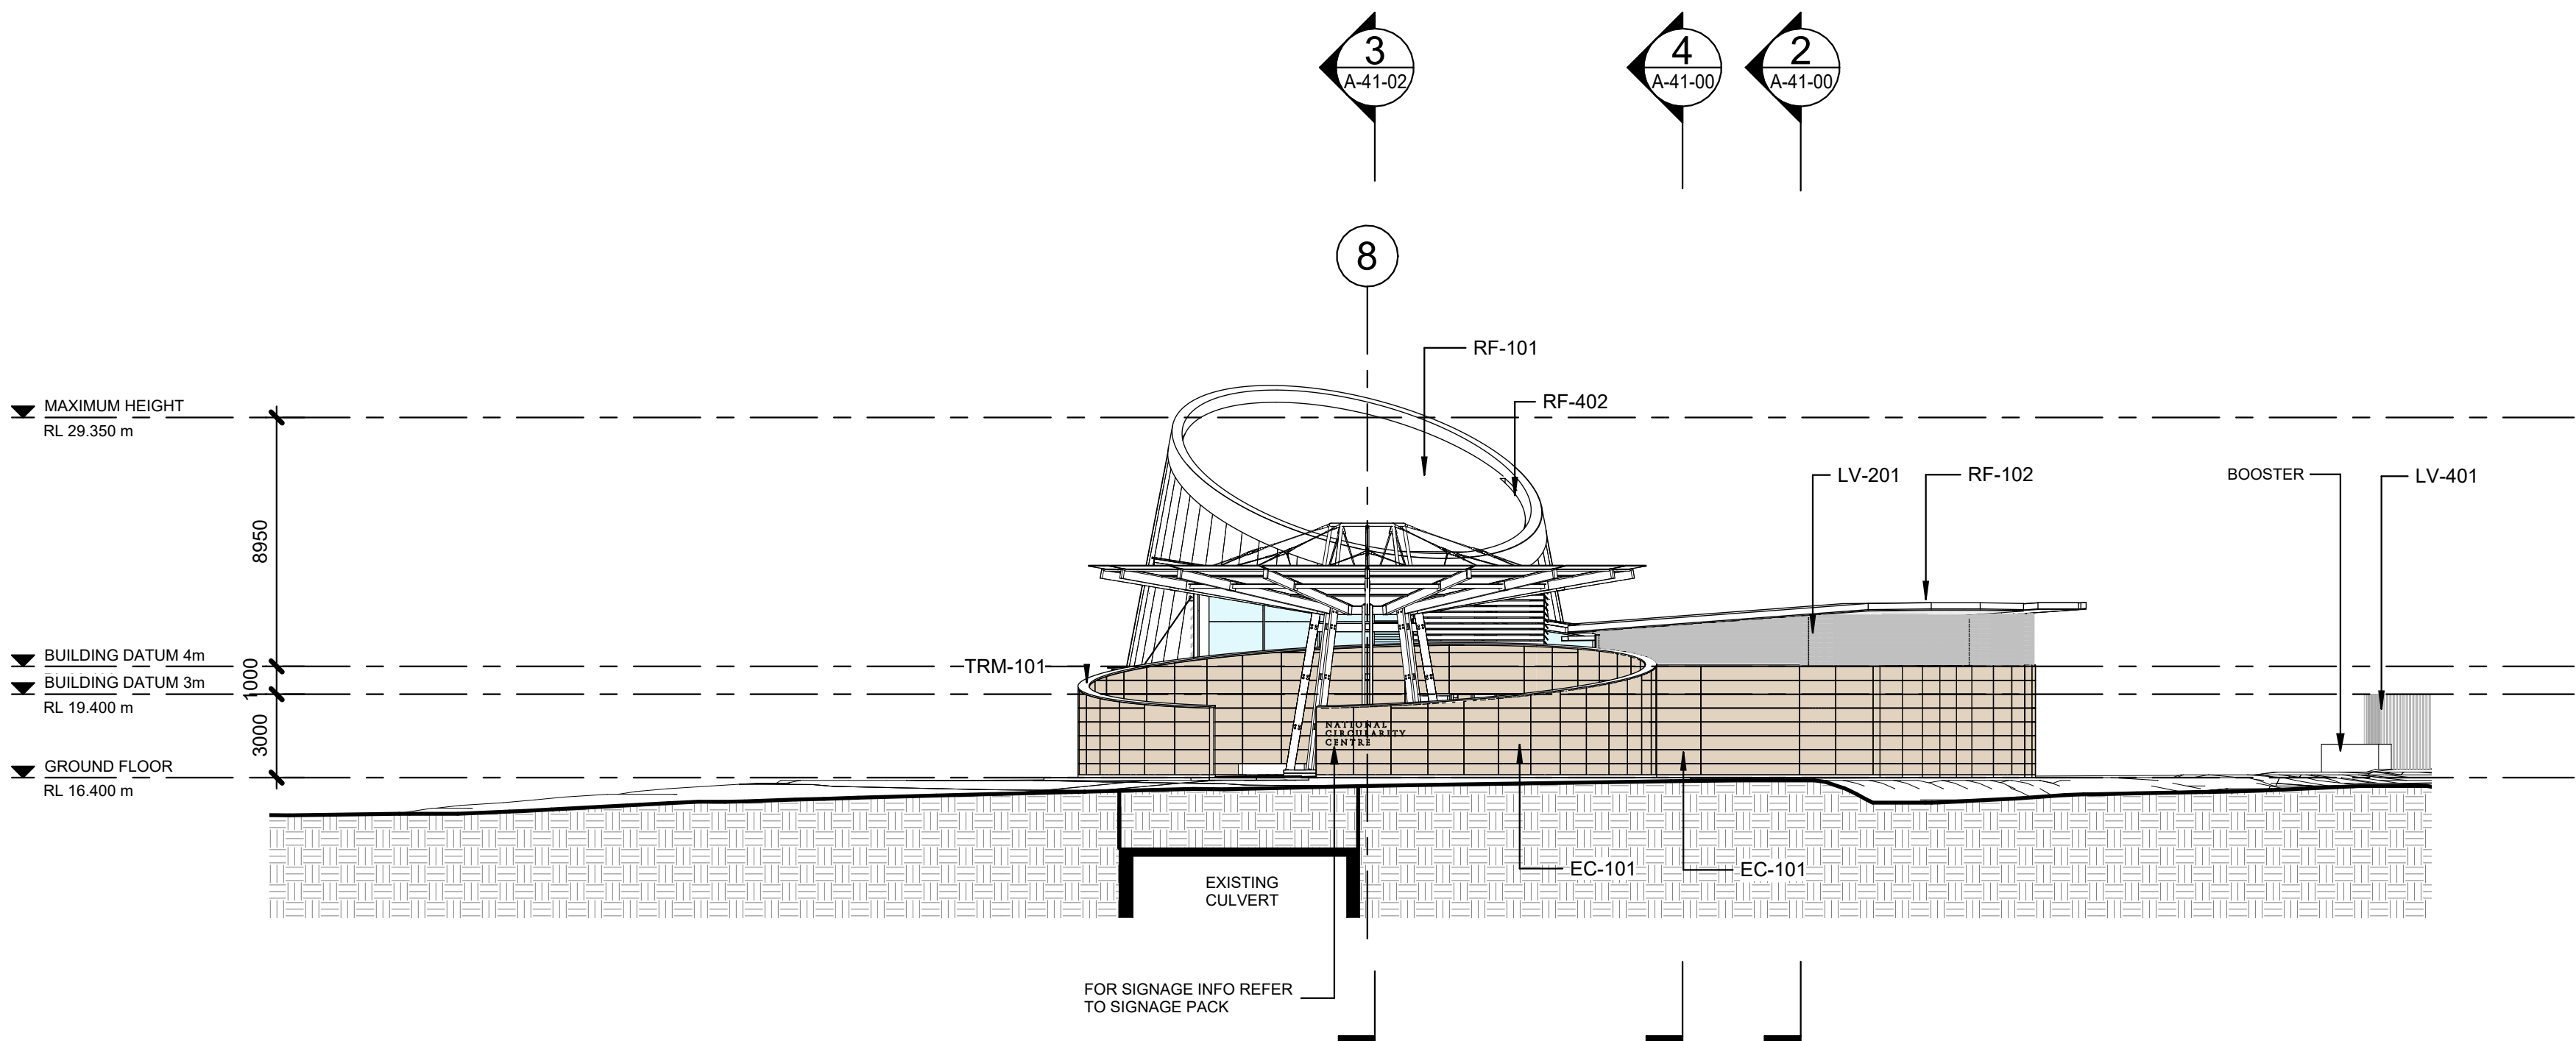 3
A-41-02
4
A-41-00
2
A-41-00
8
RF-101
RF-402
MAXIMUM HEIGHT
RL 29.350 m
LV-201
RF-102
BOOSTER
LV-401
8950
BUILDING DATUM 4m
1000
TRM-101
BUILDING DATUM 3m
RL 19.400 m
3000
NATIONAL
CIRCULARITY
CENTRE
GROUND FLOOR
RL 16.400 m
EC-101
EC-101
EXISTING
CULVERT
FOR SIGNAGE INFO REFER
TO SIGNAGE PACK